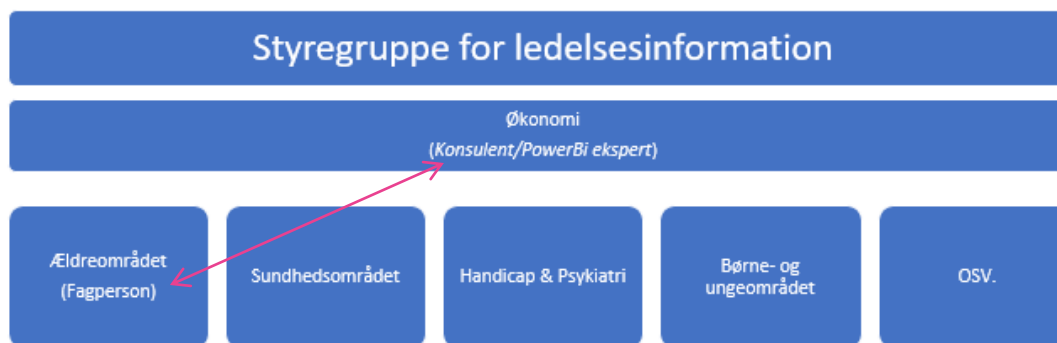 Styregruppe for ledelsesinformation
Økonomi
(Konsulent/PowerBi ekspert)
Ældreområdet
(Fagperson)
Sundhedsområdet
Handicap & Psykiatri
Børne- og
ungeområdet
OSV.